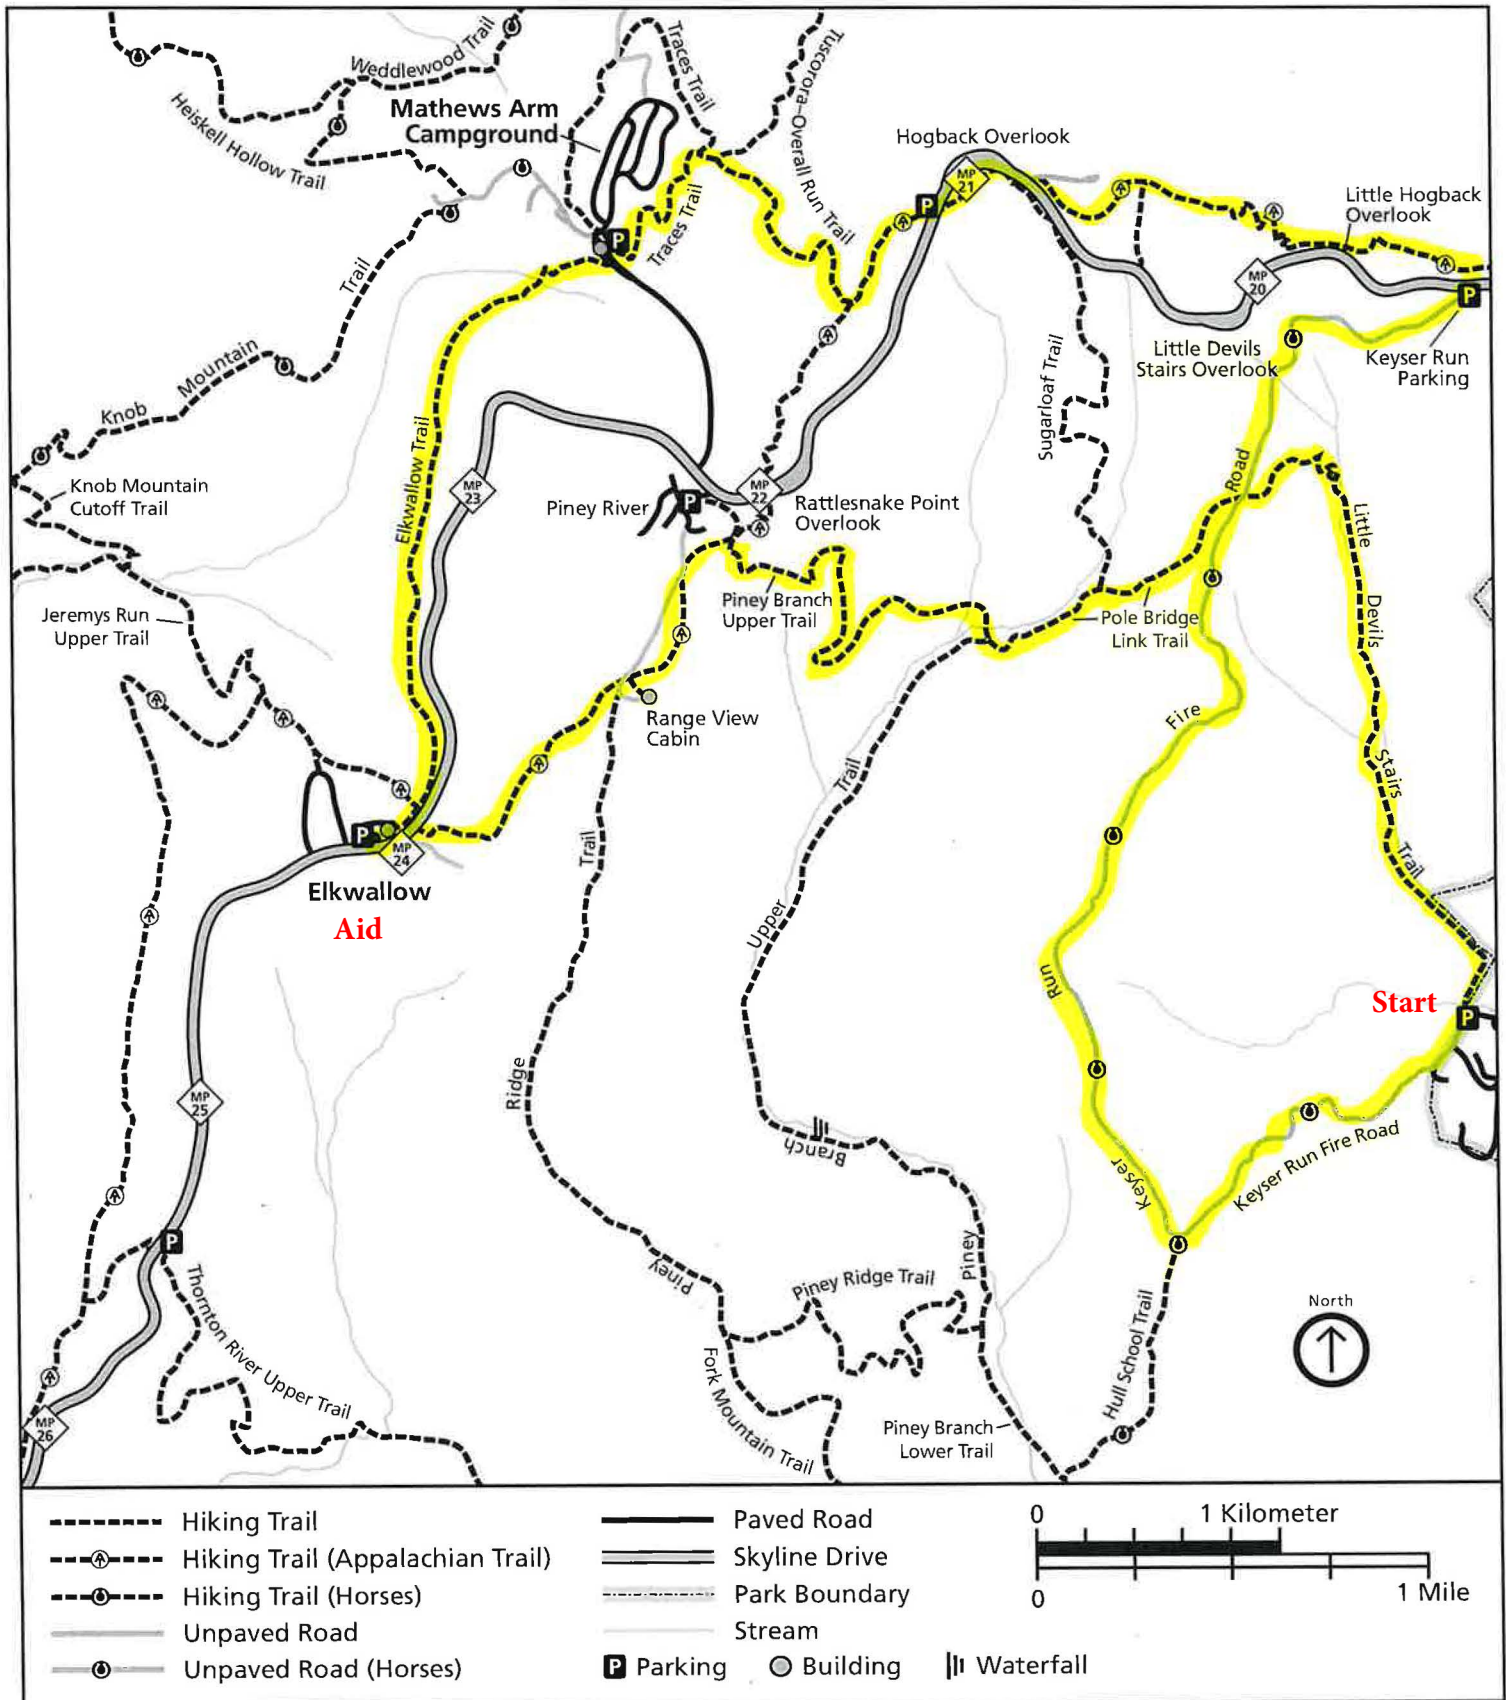 Weddlewood Trail
Traces Trail
Tuscorora-Overall Run Trail
Mathews Arm
Campground
Heiskell Hollow Trail
Hogback Overlook
MP
21
Little Hogback
Overlook
Traces Trail
P
P
P
MP
20
Trail
Mountain
Knob
Little Devils
Stairs Overlook
Keyser Run
Parking
Sugarloaf Trail
Elkwallow Trail
Road
Knob Mountain
Cutoff Trail
MP
23
Piney River
P
MP
22
Rattlesnake Point
Overlook
Little
Devils
Stairs
Trail
Jeremys Run
Upper Trail
Piney Branch
Upper Trail
Pole Bridge
Link Trail
Range View
Cabin
Fire
Trail
P
MP
24
Elkwallow
Aid
Trail
Upper
Run
Start
P
Ridge
MP
25
Branch
Keyser
Keyser Run Fire Road
P
Piney
Piney Ridge Trail
Piney
Thornton River Upper Trail
Fork Mountain Trail
Hull School Trail
North
MP
26
Piney Branch
Lower Trail
Hiking Trail
Hiking Trail (Appalachian Trail)
Hiking Trail (Horses)
Unpaved Road
Unpaved Road (Horses)
Paved Road
Skyline Drive
Park Boundary
Stream
P Parking
Building
Waterfall
0 1 Kilometer
0 1 Mile